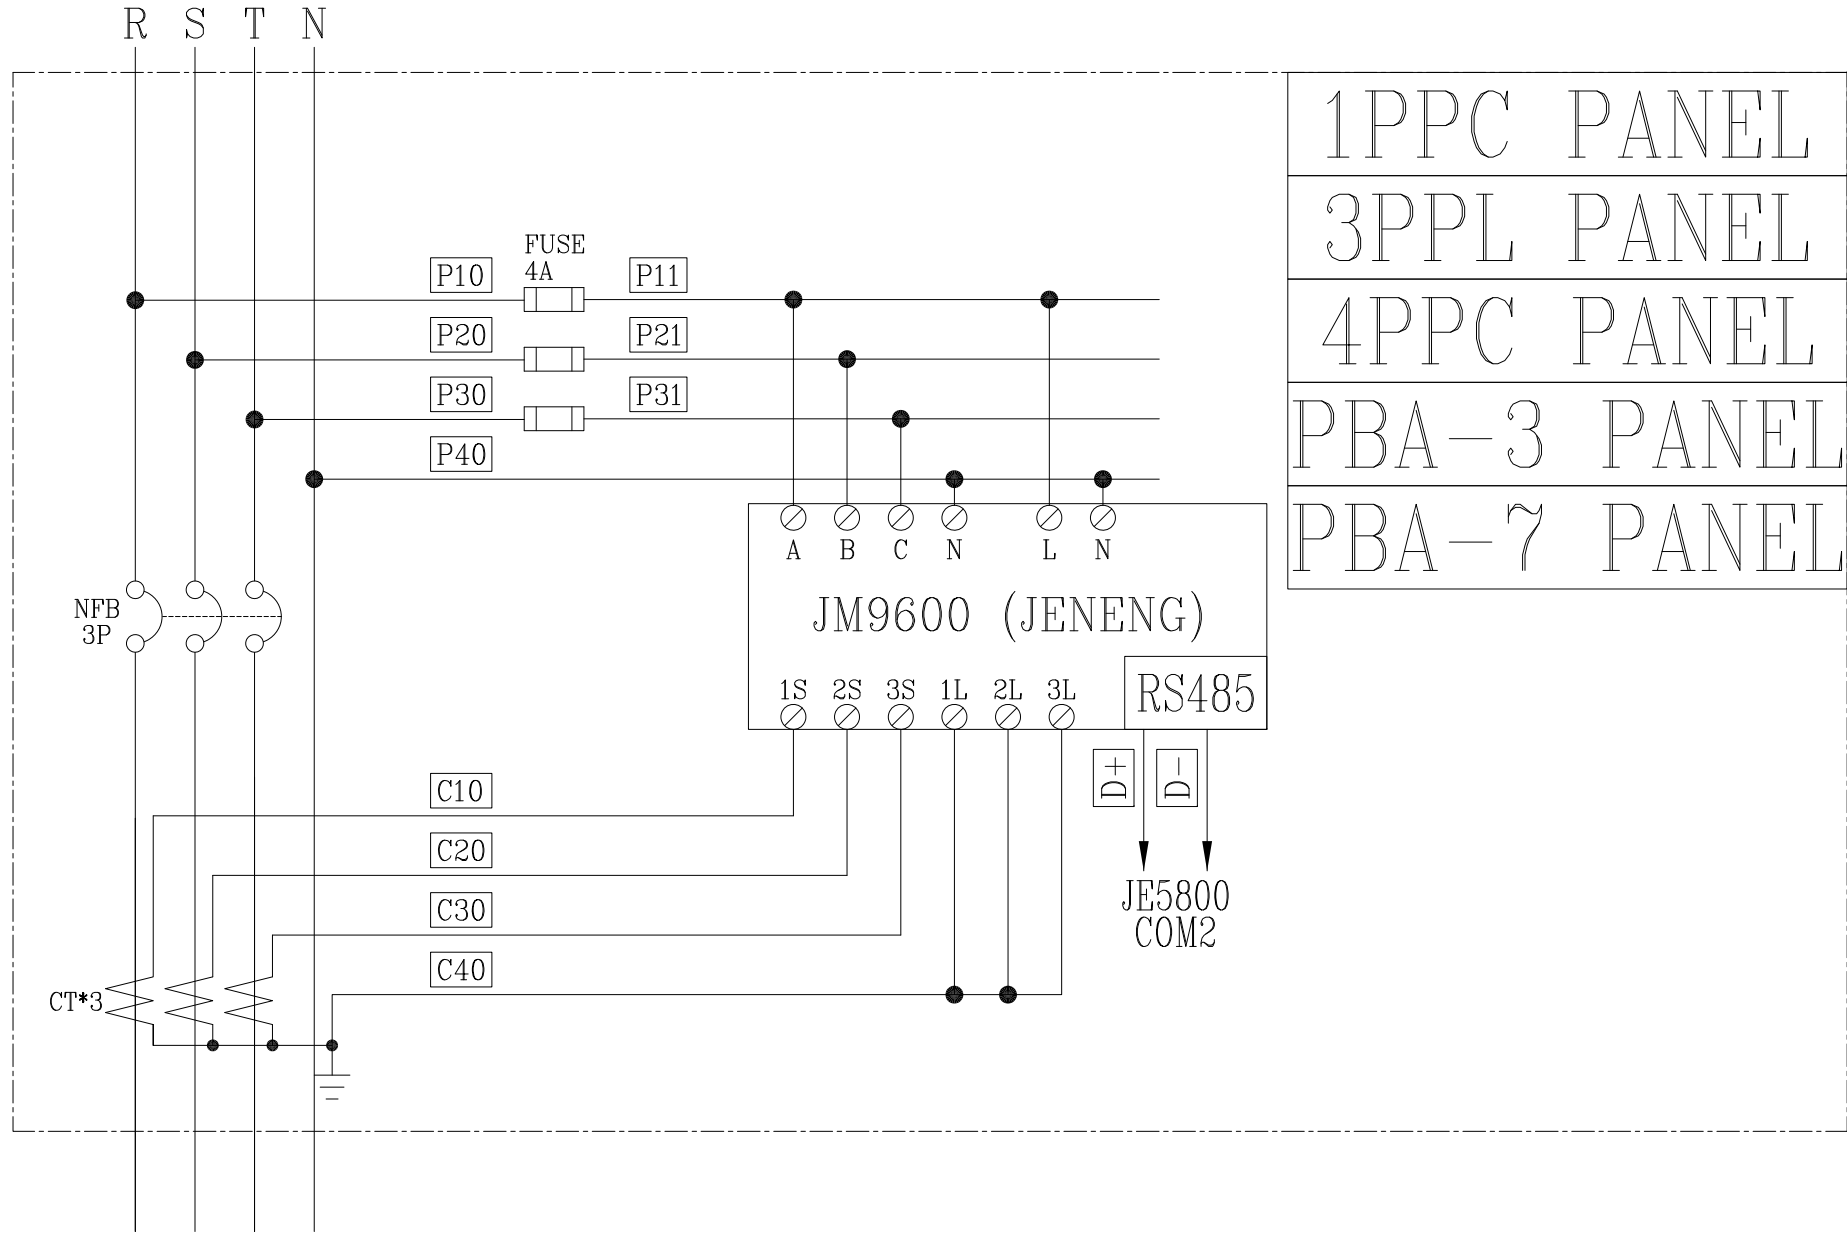 R S T N
1PPC PANEL
3PPL PANEL
4PPC PANEL
PBA-3 PANEL
PBA-7 PANEL
FUSE
4A
P10 P11
P20 P21
P30 P31
P40
A B C N L N
NFB
3P
JM9600 (JENENG)
1S 2S 3S 1L 2L 3L
RS485
D+ D-
C10
C20
C30
C40
JE5800
COM2
CT*3